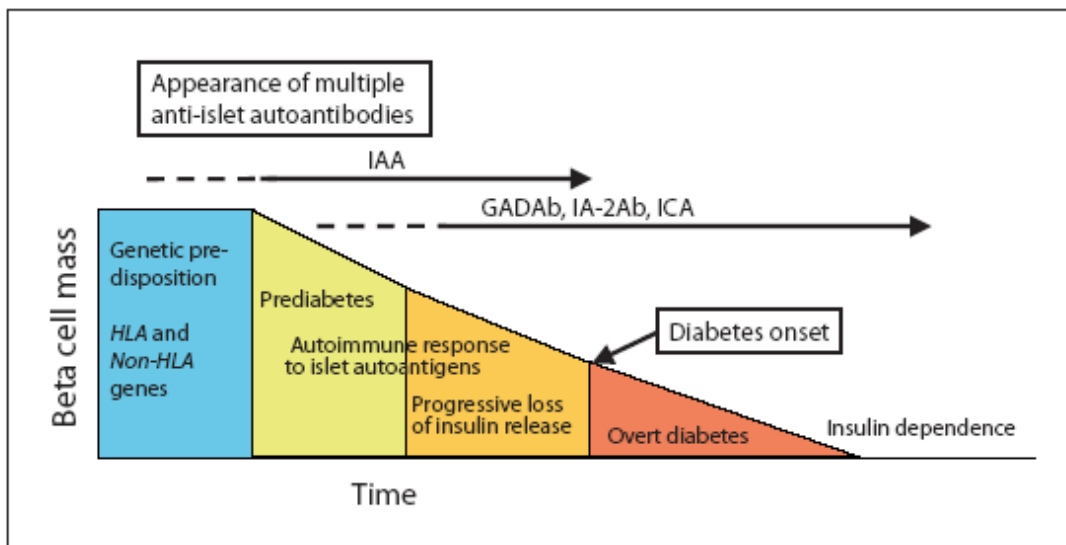 Appearance of multiple
anti-islet autoantibodies
IAA
GADAb, IA-2Ab, ICA
Beta cell mass
Genetic pre-
disposition
HLA and
Non-HLA
genes
Prediabetes
Autoimmune response
to islet autoantigens
Progressive loss
of insulin release
Diabetes onset
Overt diabetes
Insulin dependence
Time